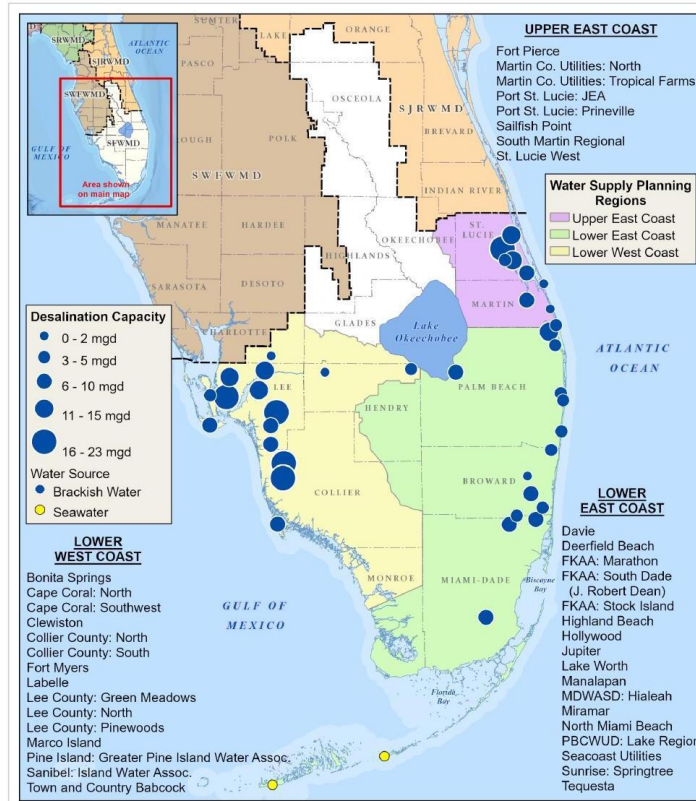 UPPER EAST COAST
Fort Pierce
Martin Co. Utilities: North
Martin Co. Utilities: Tropical Farms
Port St. Lucie: JEA
Port St. Lucie: Prineville
Sailfish Point
South Martin Regional
St. Lucie West
Water Supply Planning
Regions
Upper East Coast
Lower East Coast
Lower West Coast
SRWMD
SJRWMD
SWFWMD
SFWMD
ATLANTIC
OCEAN
GULF OF
MEXICO
Area shown
on main map
SUMTER
LAKE
ORANGE
PASCO
OSCEOLA
SJRWMD
BREVARD
OUGH
POLK
SWFWMD
INDIAN RIVER
MANATEE
HARDEE
OKEECHOBEE
ST.
LUCIE
HIGHLANDS
SARASOTA
DESOTO
MARTIN
GLADES
CHARLOTTE
Lake
Okeechobee
ATLANTIC
OCEAN
LEE
PALM BEACH
HENDRY
BROWARD
COLLIER
MONROE
MIAMI-DADE
Biscayne
Bay
GULF OF
MEXICO
Florida
Bay
Desalination Capacity
0 - 2 mgd
3 - 5 mgd
6 - 10 mgd
11 - 15 mgd
16 - 23 mgd
Water Source
Brackish Water
Seawater
LOWER
WEST COAST
Bonita Springs
Cape Coral: North
Cape Coral: Southwest
Clewiston
Collier County: North
Collier County: South
Fort Myers
Labelle
Lee County: Green Meadows
Lee County: North
Lee County: Pinewoods
Marco Island
Pine Island: Greater Pine Island Water Assoc.
Sanibel: Island Water Assoc.
Town and Country Babcock
LOWER
EAST COAST
Davie
Deerfield Beach
FKAA: Marathon
FKAA: South Dade
(J. Robert Dean)
FKAA: Stock Island
Highland Beach
Hollywood
Jupiter
Lake Worth
Manalapan
MDWASD: Hialeah
Miramar
North Miami Beach
PBCWUD: Lake Region
Seacoast Utilities
Sunrise: Springtree
Tequesta